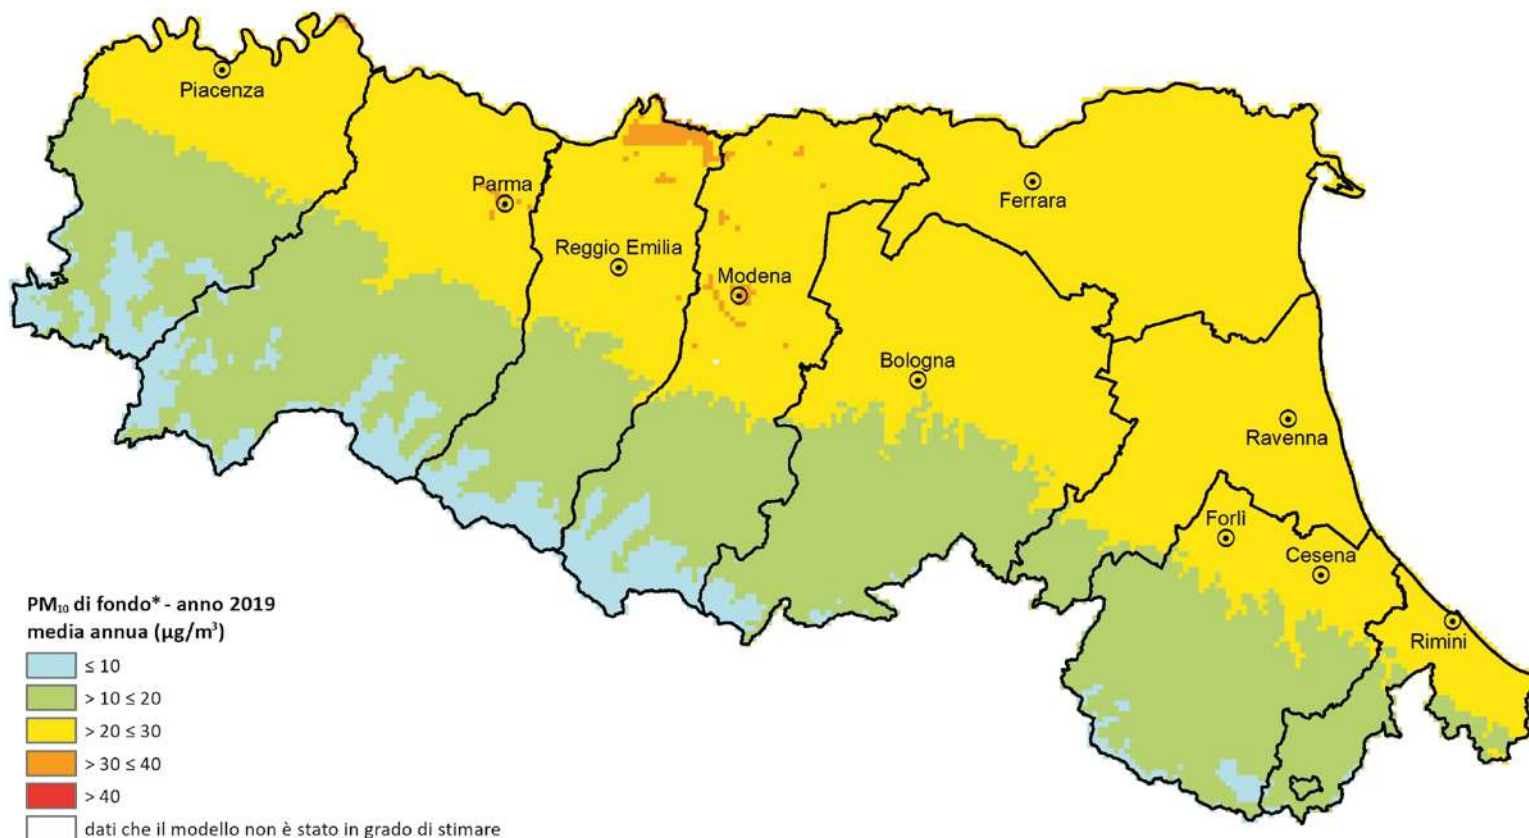 Piacenza
Parma
Ferrara
Reggio Emilia
Modena
Bologna
Ravenna
Forlì
Cesena
Rimini
PM₁₀ di fondo* - anno 2019
media annua (µg/m³)
≤ 10
> 10 ≤ 20
> 20 ≤ 30
> 30 ≤ 40
> 40
dati che il modello non è stato in grado di stimare